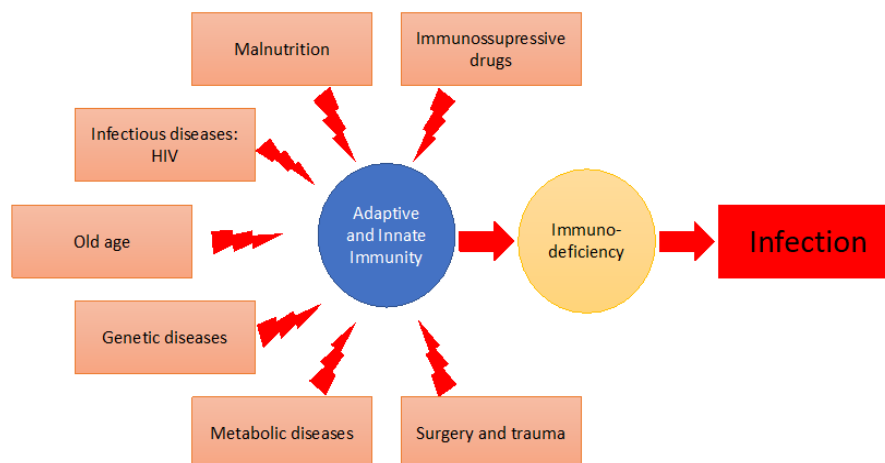 Malnutrition
Immunossupressive
drugs
Infectious diseases:
HIV
Old age
Adaptive
and Innate
Immunity
Immuno-
deficiency
Infection
Genetic diseases
Metabolic diseases
Surgery and trauma